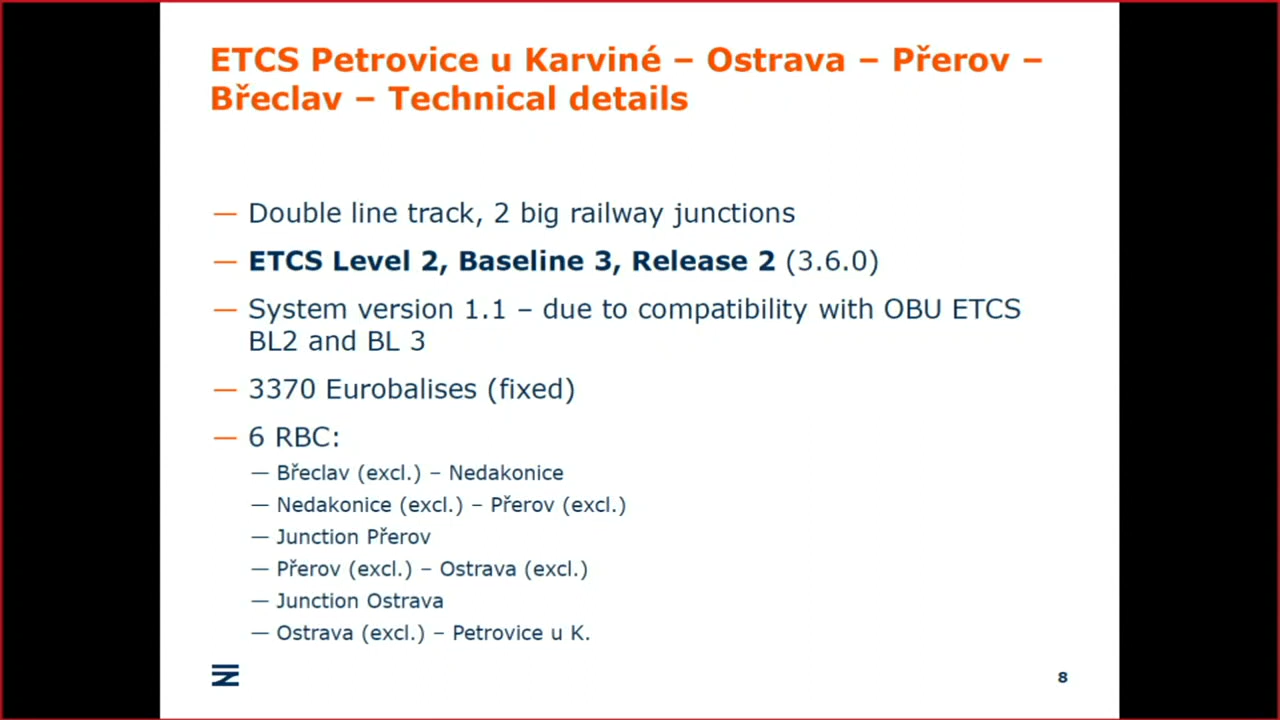 ETCS Petrovice u Karviné – Ostrava – Přerov –
Břeclav – Technical details
— Double line track, 2 big railway junctions
— ETCS Level 2, Baseline 3, Release 2 (3.6.0)
— System version 1.1 – due to compatibility with OBU ETCS
BL2 and BL 3
— 3370 Eurobalises (fixed)
— 6 RBC:
— Břeclav (excl.) – Nedakonice
— Nedakonice (excl.) – Přerov (excl.)
— Junction Přerov
— Přerov (excl.) – Ostrava (excl.)
— Junction Ostrava
— Ostrava (excl.) – Petrovice u K.
8